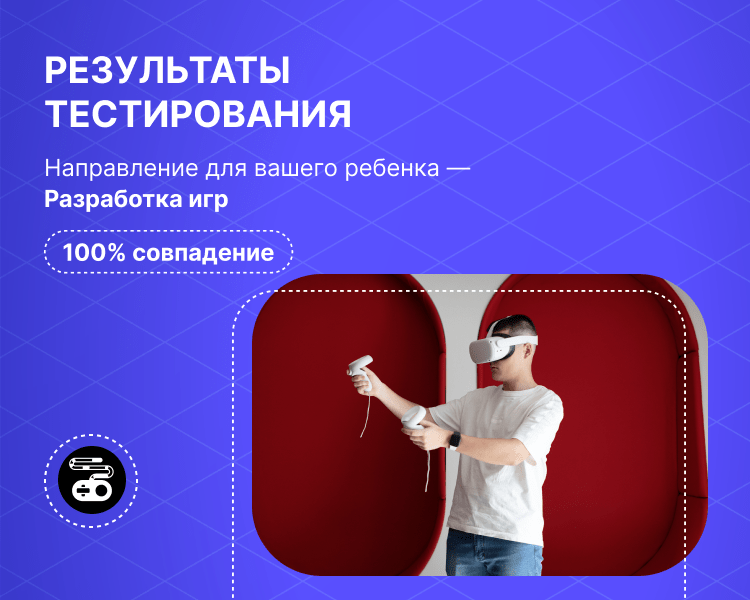 РЕЗУЛЬТАТЫ
ТЕСТИРОВАНИЯ
Направление для вашего ребенка —
Разработка игр
100% совпадение